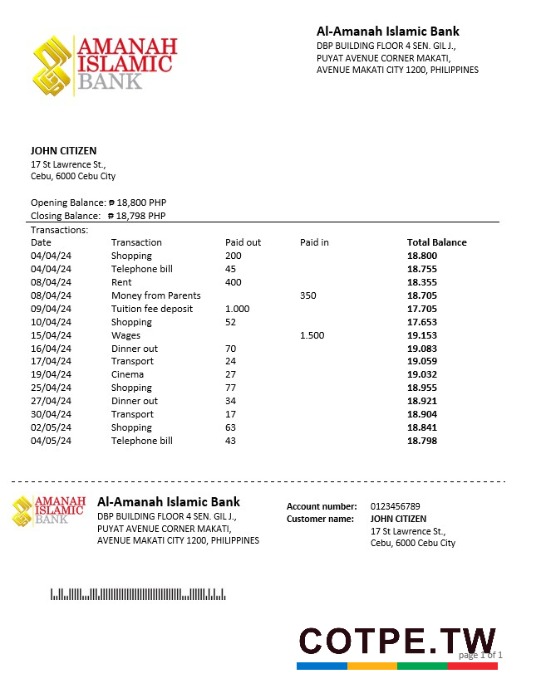 AMANAH
ISLAMIC
BANK
Al-Amanah Islamic Bank
DBP BUILDING FLOOR 4 SEN. GIL J.,
PUYAT AVENUE CORNER MAKATI,
AVENUE MAKATI CITY 1200, PHILIPPINES
JOHN CITIZEN
17 St Lawrence St.,
Cebu, 6000 Cebu City
Opening Balance: ₱ 18,800 PHP
Closing Balance: ₱ 18,798 PHP
Transactions:
Date Transaction Paid out Paid in Total Balance
04/04/24 Shopping 200 18.800
04/04/24 Telephone bill 45 18.755
08/04/24 Rent 400 18.355
08/04/24 Money from Parents 350 18.705
09/04/24 Tuition fee deposit 1.000 17.705
10/04/24 Shopping 52 17.653
15/04/24 Wages 1.500 19.153
16/04/24 Dinner out 70 19.083
17/04/24 Transport 24 19.059
19/04/24 Cinema 27 19.032
25/04/24 Shopping 77 18.955
27/04/24 Dinner out 34 18.921
30/04/24 Transport 17 18.904
02/05/24 Shopping 63 18.841
04/05/24 Telephone bill 43 18.798
AMANAH
ISLAMIC
BANK
Al-Amanah Islamic Bank
DBP BUILDING FLOOR 4 SEN. GIL J.,
PUYAT AVENUE CORNER MAKATI,
AVENUE MAKATI CITY 1200, PHILIPPINES
Account number: 0123456789
Customer name: JOHN CITIZEN
17 St Lawrence St.,
Cebu, 6000 Cebu City
COTPE.TW
page 1 of 1